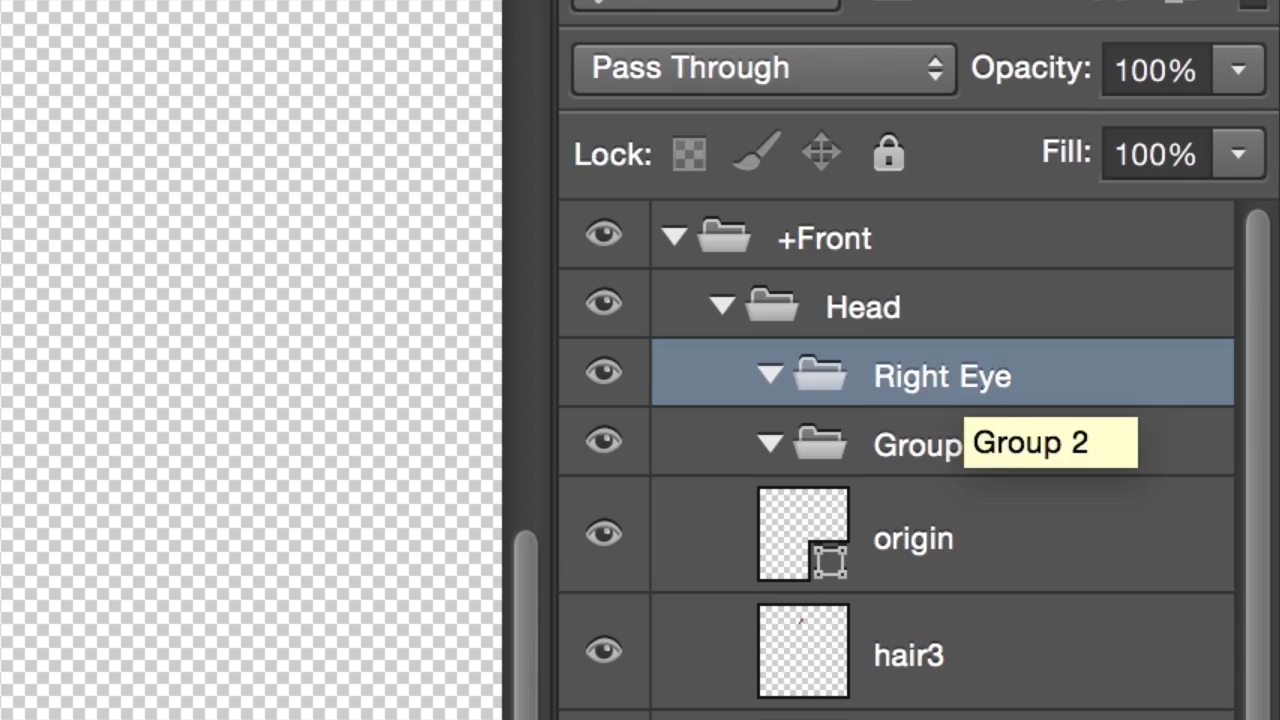 Pass Through Opacity: 100%
Lock: Fill: 100%
+Front
Head
Right Eye
Group Group 2
origin
hair3